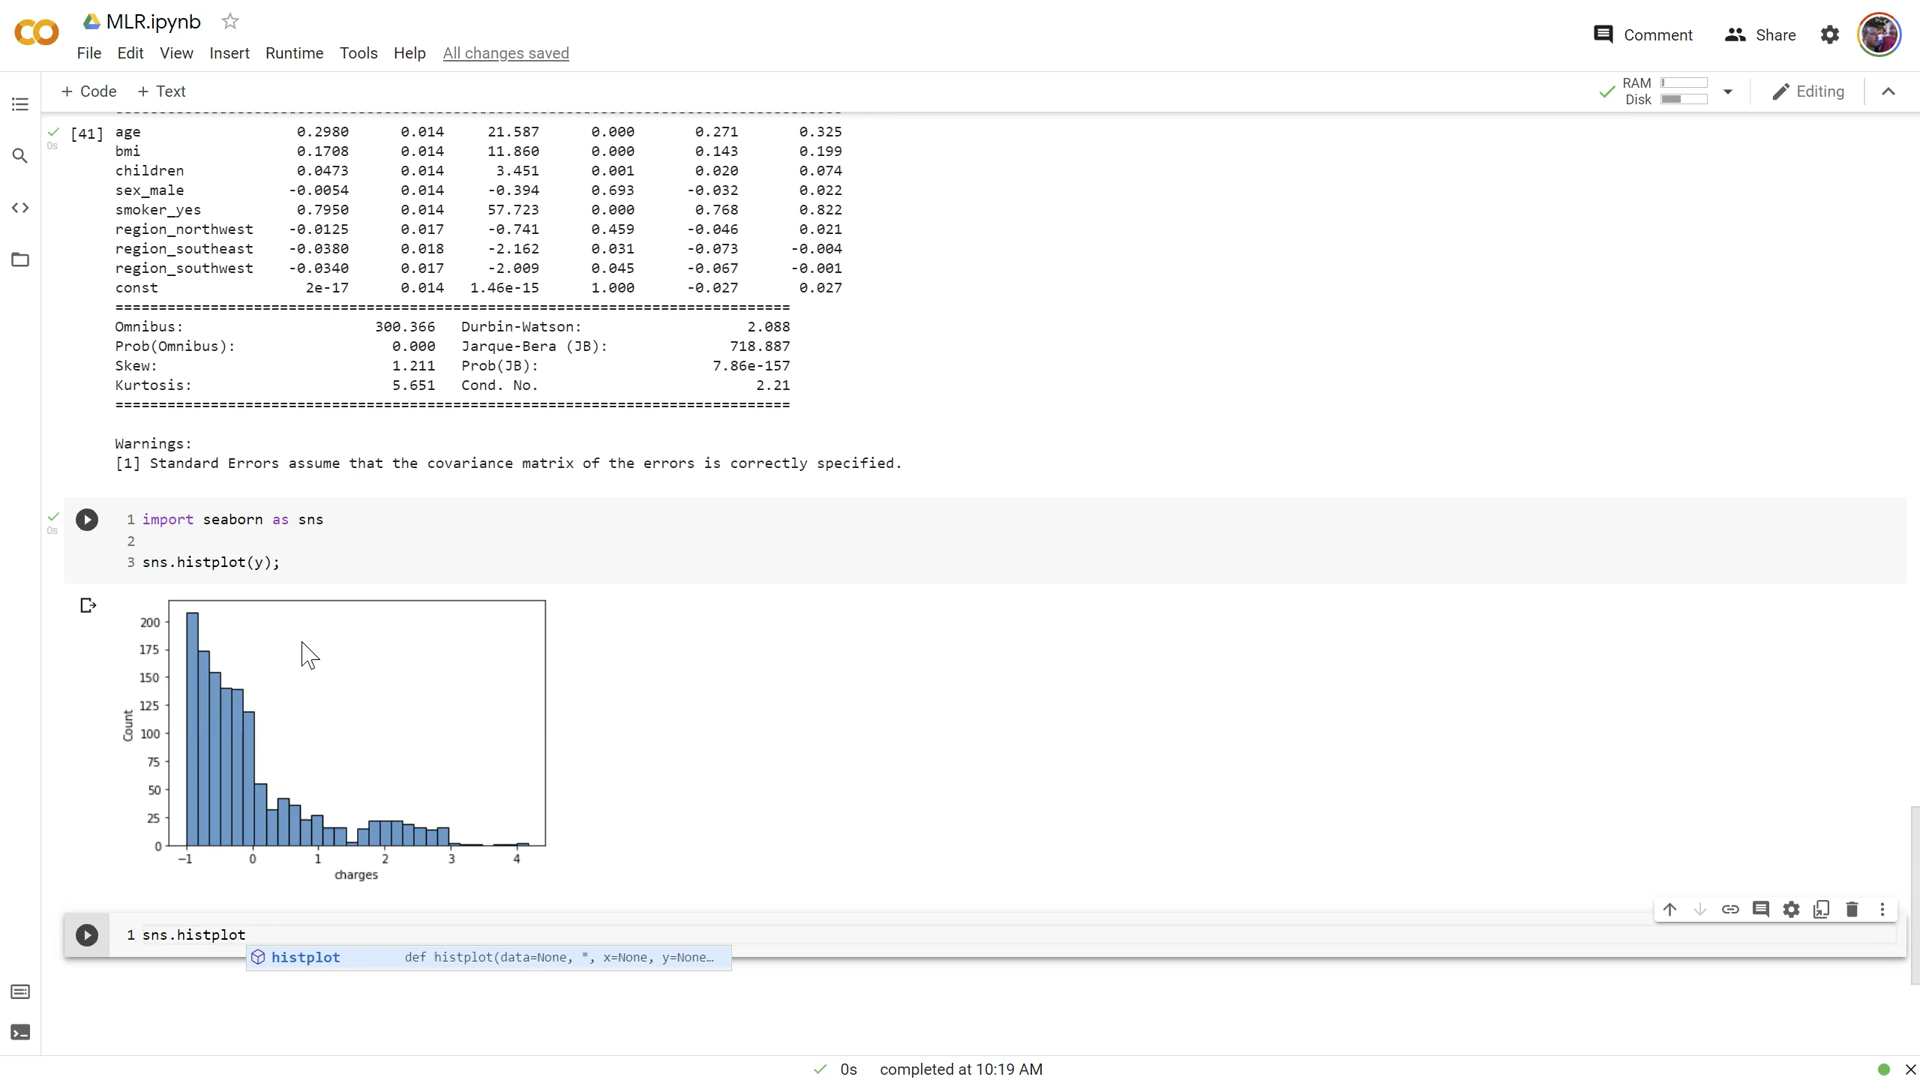 MLR.ipynb
File Edit View Insert Runtime Tools Help All changes saved
Comment Share
+ Code + Text
RAM
Disk
Editing
[41] age 0.2980 0.014 21.587 0.000 0.271 0.325
0s
bmi 0.1708 0.014 11.860 0.000 0.143 0.199
children 0.0473 0.014 3.451 0.001 0.020 0.074
sex_male -0.0054 0.014 -0.394 0.693 -0.032 0.022
smoker_yes 0.7950 0.014 57.723 0.000 0.768 0.822
region_northwest -0.0125 0.017 -0.741 0.459 -0.046 0.021
region_southeast -0.0380 0.018 -2.162 0.031 -0.073 -0.004
region_southwest -0.0340 0.017 -2.009 0.045 -0.067 -0.001
const 2e-17 0.014 1.46e-15 1.000 -0.027 0.027
==============================================================================
Omnibus: 300.366 Durbin-Watson: 2.088
Prob(Omnibus): 0.000 Jarque-Bera (JB): 718.887
Skew: 1.211 Prob(JB): 7.86e-157
Kurtosis: 5.651 Cond. No. 2.21
==============================================================================
Warnings:
[1] Standard Errors assume that the covariance matrix of the errors is correctly specified.
0s
1 import seaborn as sns
2
3 sns.histplot(y);
200
175
150
125
100
75
50
25
0
Count
−1 0 1 2 3 4
charges
1 sns.histplot
histplot def histplot(data=None, *, x=None, y=None…
0s completed at 10:19 AM